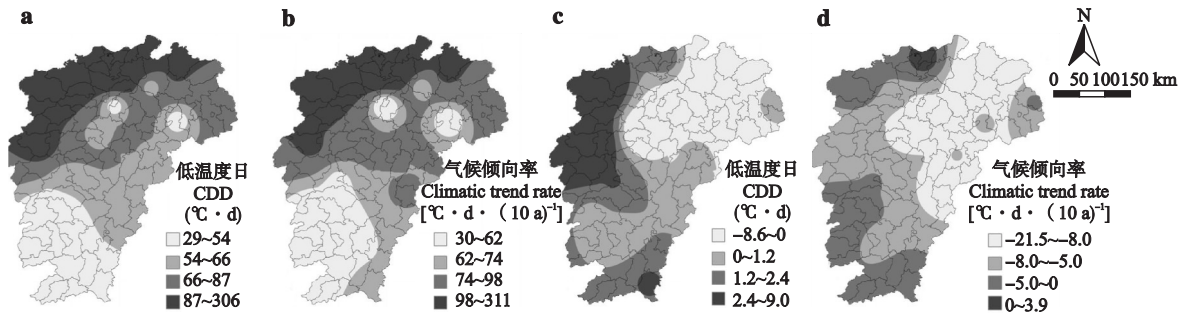 a
b
c
d
N
0 50 100150 km
低温度日
CDD
(℃·d)
29~54
54~66
66~87
87~306
气候倾向率
Climatic trend rate
[℃·d·（10 a)⁻¹]
30~62
62~74
74~98
98~311
低温度日
CDD
(℃·d)
−8.6~0
0~1.2
1.2~2.4
2.4~9.0
气候倾向率
Climatic trend rate
[℃·d·（10 a)⁻¹]
−21.5~−8.0
−8.0~−5.0
−5.0~0
0~3.9